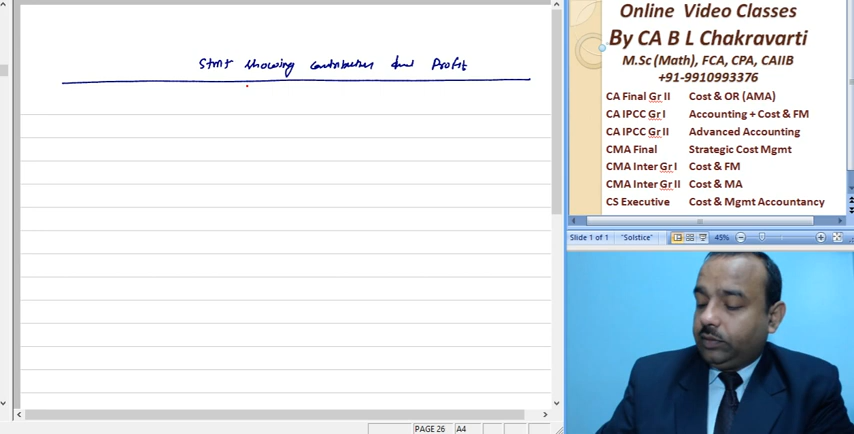 Stmt showing contribution and Profit
Online Video Classes
By CA B L Chakravarti
M.Sc (Math), FCA, CPA, CAIIB
+91-9910993376
CA Final Gr II Cost & OR (AMA)
CA IPCC Gr I Accounting + Cost & FM
CA IPCC Gr II Advanced Accounting
CMA Final Strategic Cost Mgmt
CMA Inter Gr I Cost & FM
CMA Inter Gr II Cost & MA
CS Executive Cost & Mgmt Accountancy
Slide 1 of 1 "Solstice" 45%
PAGE 26 A4